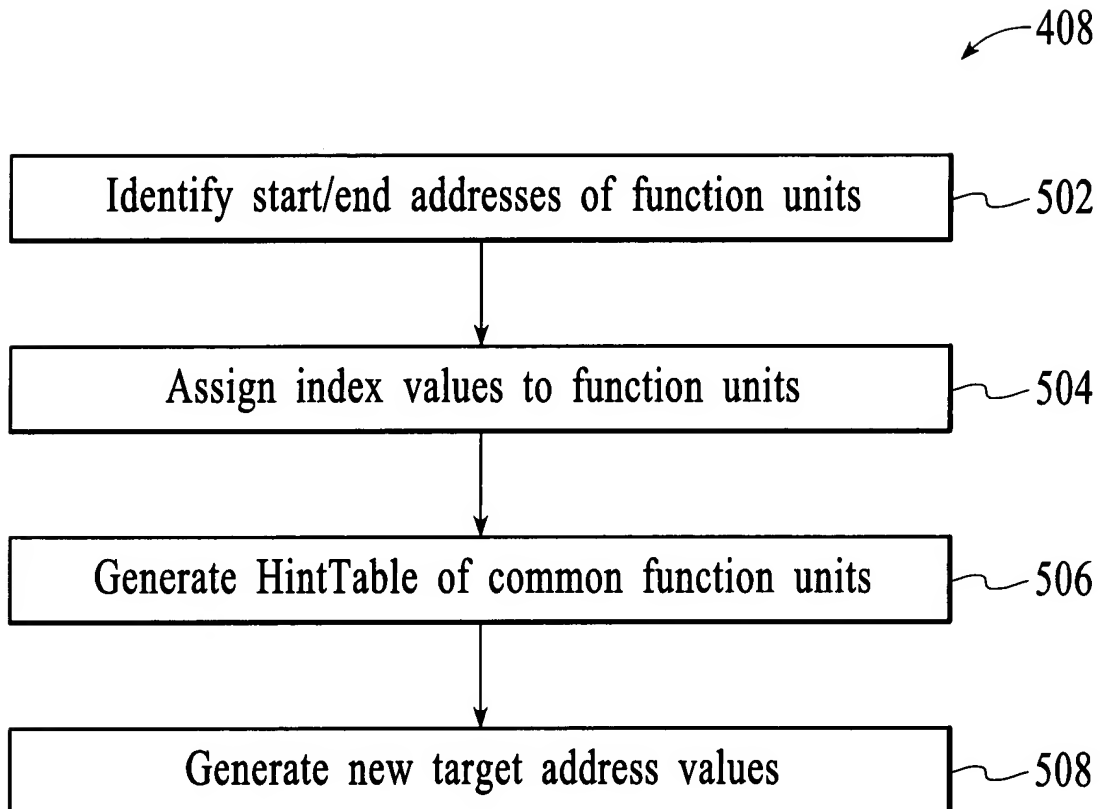 408
Identify start/end addresses of function units
502
Assign index values to function units
504
Generate HintTable of common function units
506
Generate new target address values
508